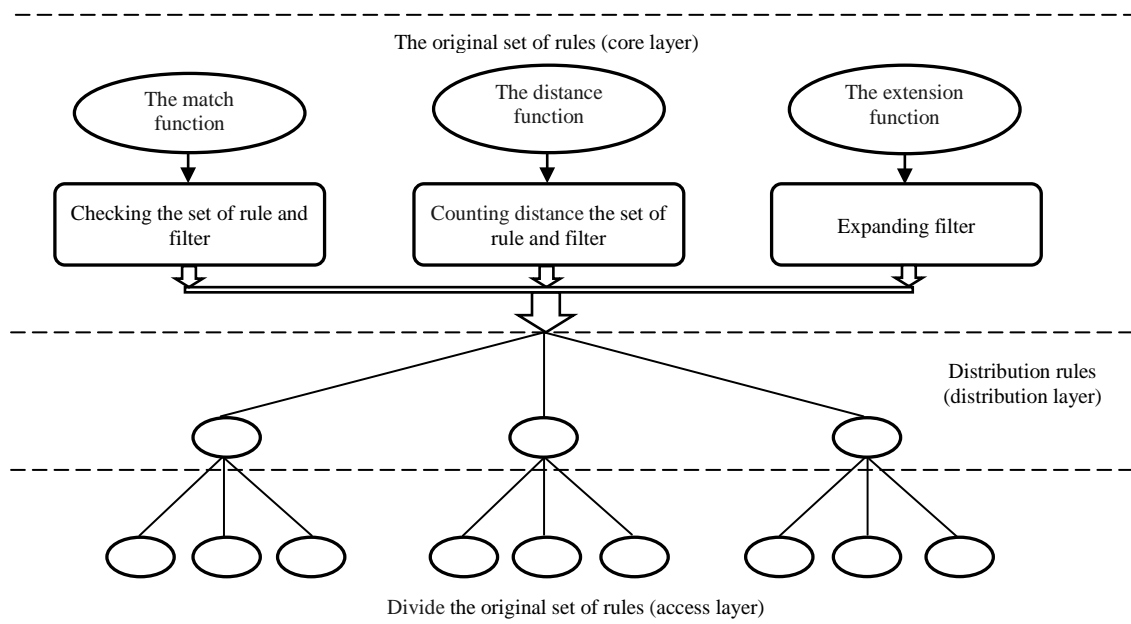 The original set of rules (core layer)
The match
function
The distance
function
The extension
function
Checking the set of rule and
filter
Counting distance the set of
rule and filter
Expanding filter
Distribution rules
(distribution layer)
Divide the original set of rules (access layer)